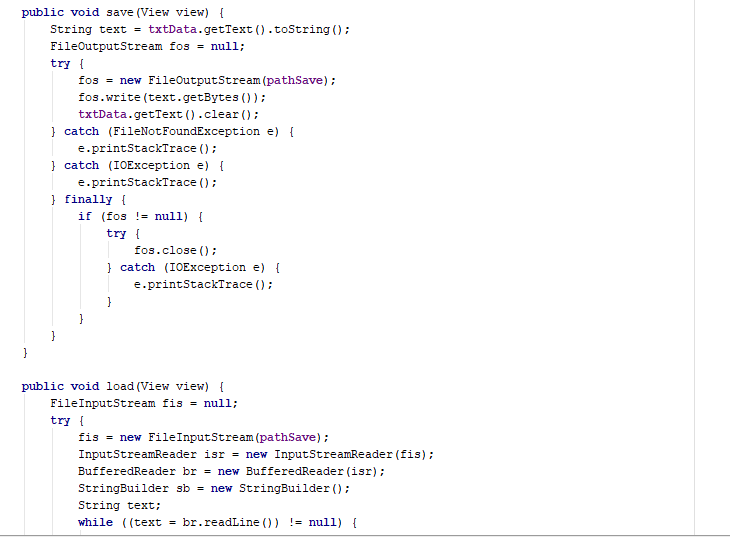 public void save(View view) {
    String text = txtData.getText().toString();
    FileOutputStream fos = null;
    try {
        fos = new FileOutputStream(pathSave);
        fos.write(text.getBytes());
        txtData.getText().clear();
    } catch (FileNotFoundException e) {
        e.printStackTrace();
    } catch (IOException e) {
        e.printStackTrace();
    } finally {
        if (fos != null) {
            try {
                fos.close();
            } catch (IOException e) {
                e.printStackTrace();
            }
        }
    }
}

public void load(View view) {
    FileInputStream fis = null;
    try {
        fis = new FileInputStream(pathSave);
        InputStreamReader isr = new InputStreamReader(fis);
        BufferedReader br = new BufferedReader(isr);
        StringBuilder sb = new StringBuilder();
        String text;
        while ((text = br.readLine()) != null) {